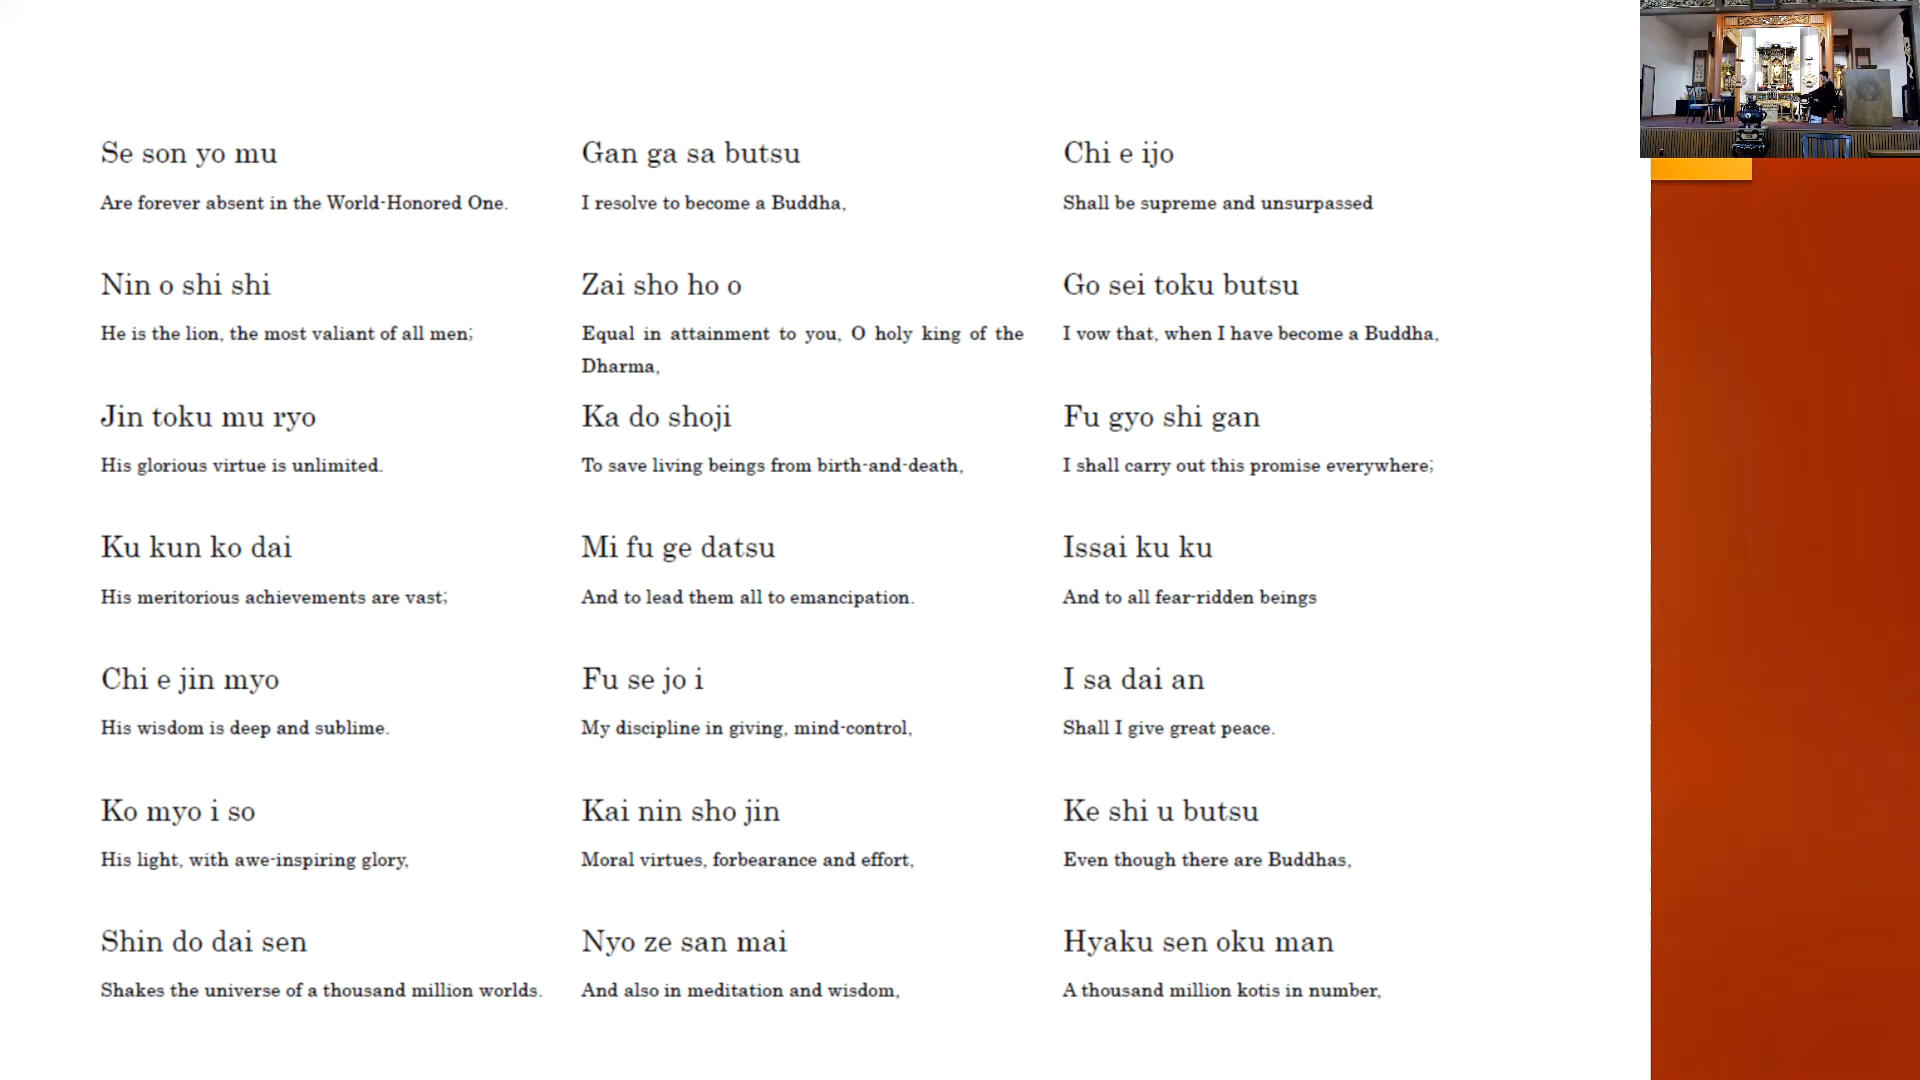 Se son yo mu
Are forever absent in the World-Honored One.
Nin o shi shi
He is the lion, the most valiant of all men;
Jin toku mu ryo
His glorious virtue is unlimited.
Ku kun ko dai
His meritorious achievements are vast;
Chi e jin myo
His wisdom is deep and sublime.
Ko myo i so
His light, with awe-inspiring glory,
Shin do dai sen
Shakes the universe of a thousand million worlds.
Gan ga sa butsu
I resolve to become a Buddha,
Zai sho ho o
Equal in attainment to you, O holy king of the
Dharma,
Ka do shoji
To save living beings from birth-and-death,
Mi fu ge datsu
And to lead them all to emancipation.
Fu se jo i
My discipline in giving, mind-control,
Kai nin sho jin
Moral virtues, forbearance and effort,
Nyo ze san mai
And also in meditation and wisdom,
Chi e ijo
Shall be supreme and unsurpassed
Go sei toku butsu
I vow that, when I have become a Buddha,
Fu gyo shi gan
I shall carry out this promise everywhere;
Issai ku ku
And to all fear-ridden beings
I sa dai an
Shall I give great peace.
Ke shi u butsu
Even though there are Buddhas,
Hyaku sen oku man
A thousand million kotis in number,